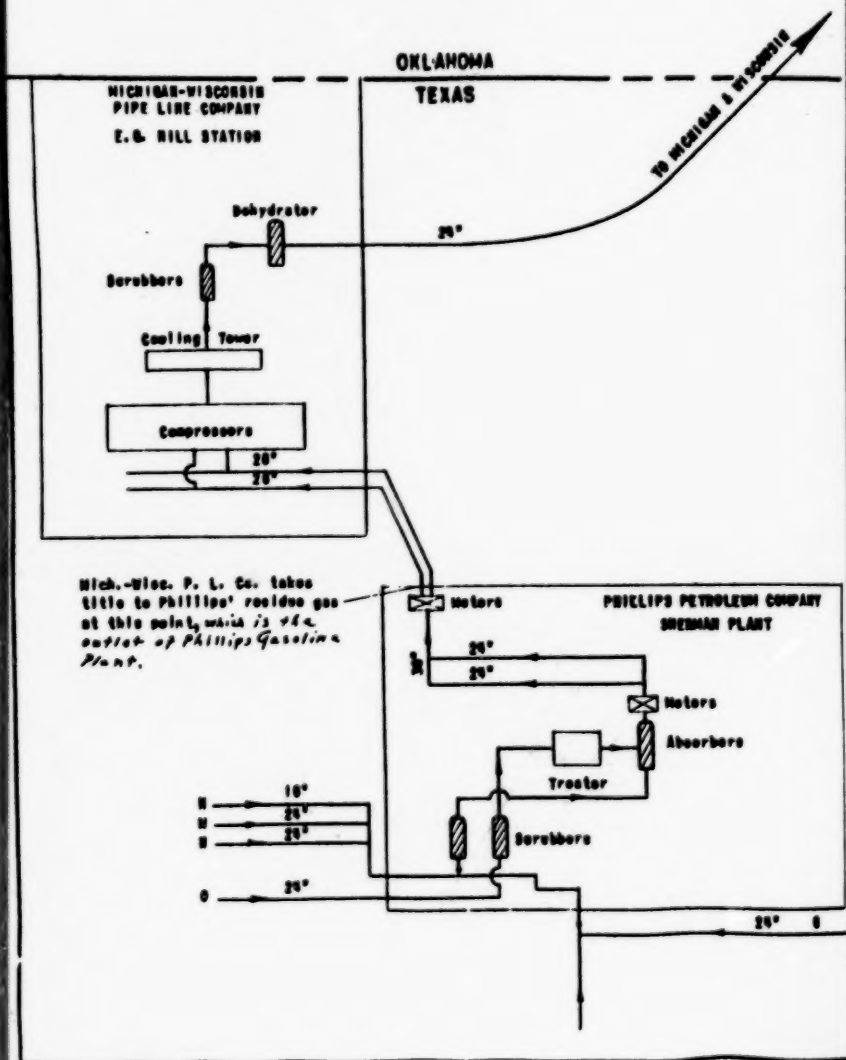 OKLAHOMA
TEXAS
TO MICHIGAN & WISCONSIN
MICHIGAN-WISCONSIN
PIPE LINE COMPANY
E.G. HILL STATION
Dehydrator
24"
Scrubbers
Cooling Tower
Compressors
20"
20"
Mich.-Wisc. P. L. Co. takes
title to Phillips' residue gas
at this point, which is the
outlet of Phillips Gasoline
Plant.
Meters
PHILLIPS PETROLEUM COMPANY
SHERMAN PLANT
30"
24"
24"
Meters
Absorbers
Treater
Scrubbers
16"
24"
24"
24"
24"